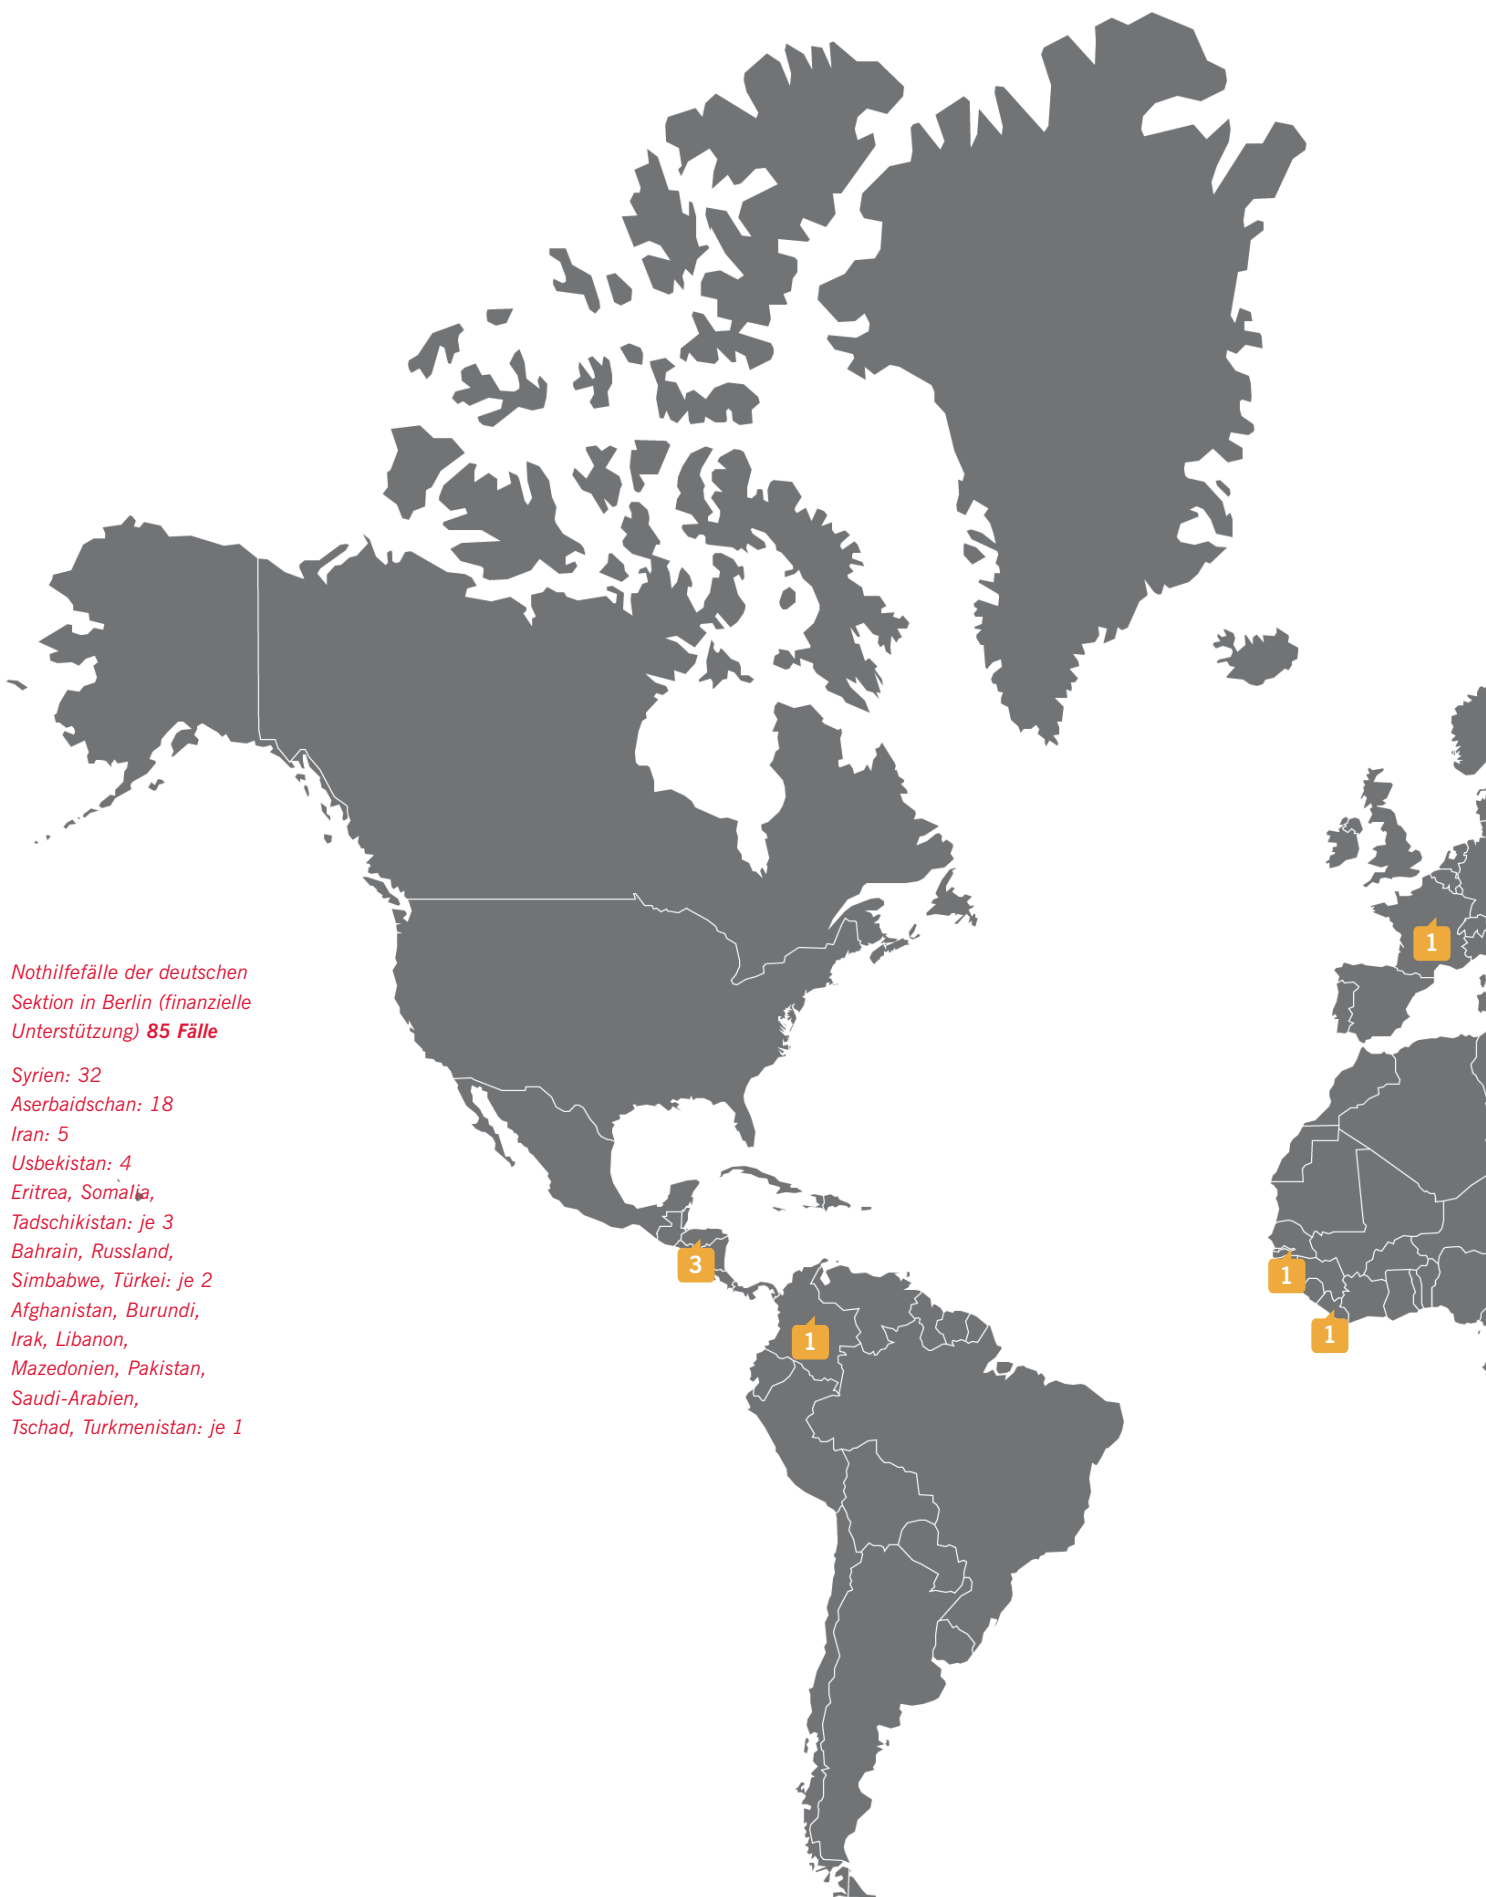 1
Nothilfefälle der deutschen
Sektion in Berlin (finanzielle
Unterstützung) 85 Fälle
Syrien: 32
Aserbaidschan: 18
Iran: 5
Usbekistan: 4
Eritrea, Somalia,
Tadschikistan: je 3
Bahrain, Russland,
Simbabwe, Türkei: je 2
Afghanistan, Burundi,
Irak, Libanon,
Mazedonien, Pakistan,
Saudi-Arabien,
Tschad, Turkmenistan: je 1
3
1
1
1